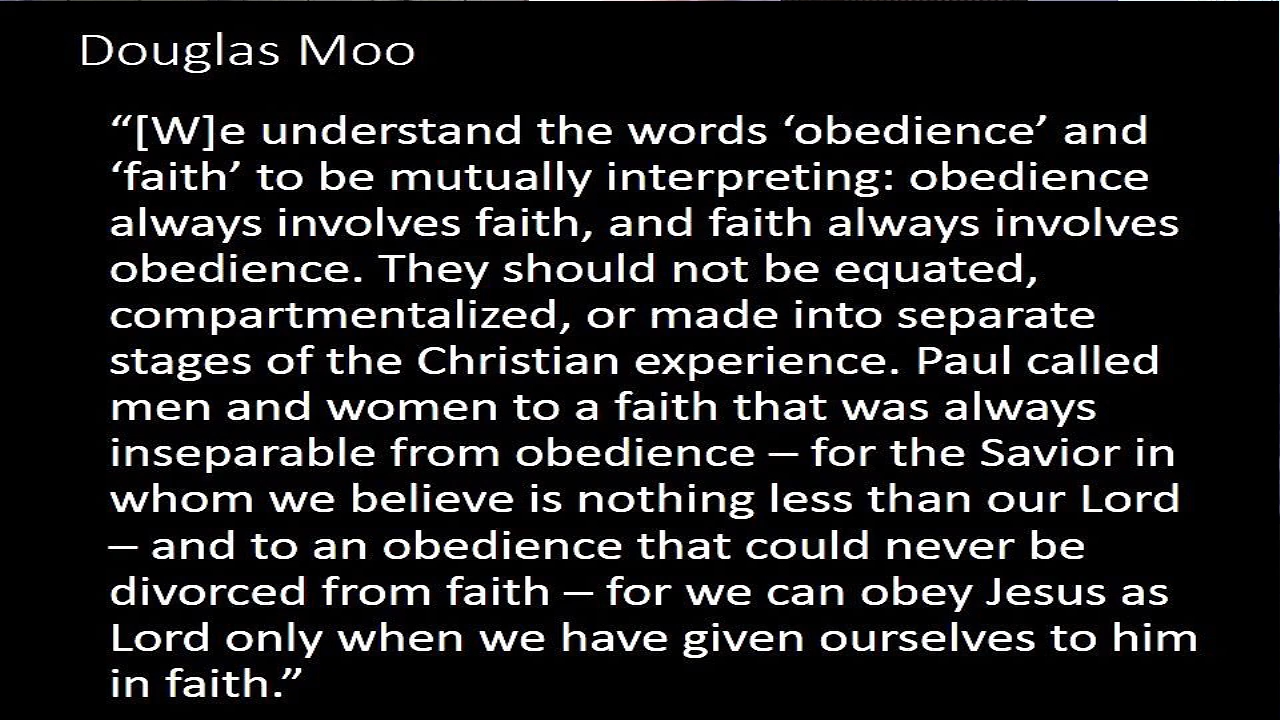 Douglas Moo
“[W]e understand the words ‘obedience’ and
‘faith’ to be mutually interpreting: obedience
always involves faith, and faith always involves
obedience. They should not be equated,
compartmentalized, or made into separate
stages of the Christian experience. Paul called
men and women to a faith that was always
inseparable from obedience – for the Savior in
whom we believe is nothing less than our Lord
– and to an obedience that could never be
divorced from faith – for we can obey Jesus as
Lord only when we have given ourselves to him
in faith.”